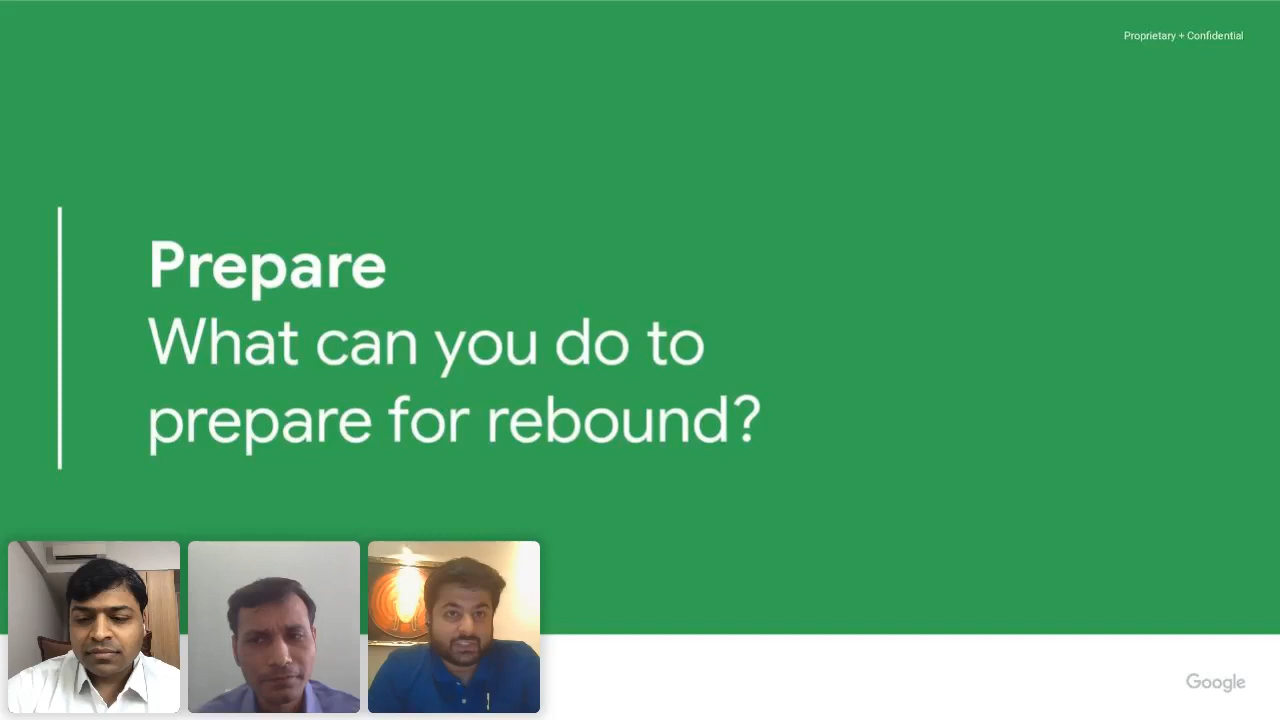 Proprietary + Confidential
Prepare
What can you do to
prepare for rebound?
Google